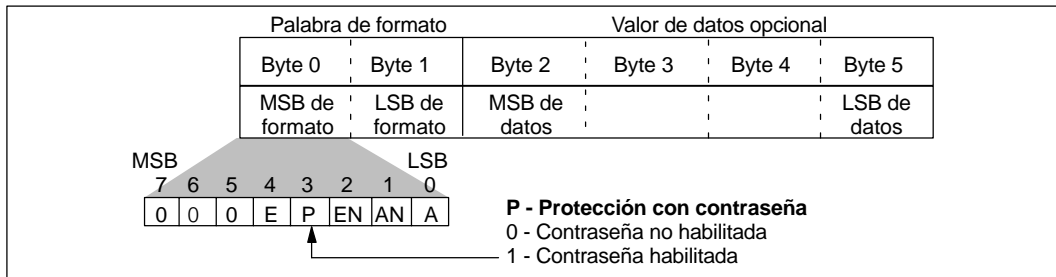 Palabra de formato Valor de datos opcional
Byte 0 Byte 1 Byte 2 Byte 3 Byte 4 Byte 5
MSB de formato LSB de formato MSB de datos LSB de datos
MSB LSB
7 6 5 4 3 2 1 0
0 0 0 E P EN AN A
P - Protección con contraseña
0 - Contraseña no habilitada
1 - Contraseña habilitada